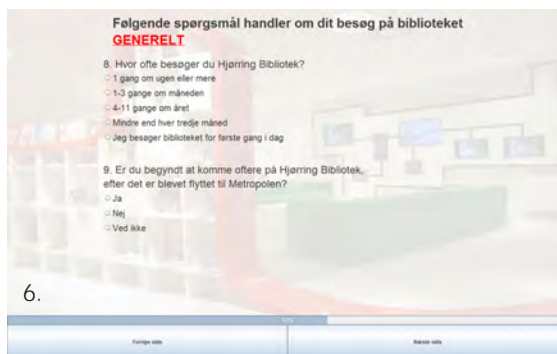 Følgende spørgsmål handler om dit besøg på biblioteket
GENERELT
8. Hvor ofte besøger du Hjørring Bibliotek?
1 gang om ugen eller mere
1-3 gange om måneden
4-11 gange om året
Mindre end hver tredje måned
Jeg besøger biblioteket for første gang i dag
9. Er du begyndt at komme oftere på Hjørring Bibliotek,
efter det er blevet flyttet til Metropolen?
Ja
Nej
Ved ikke
6.
Forrige side
Næste side